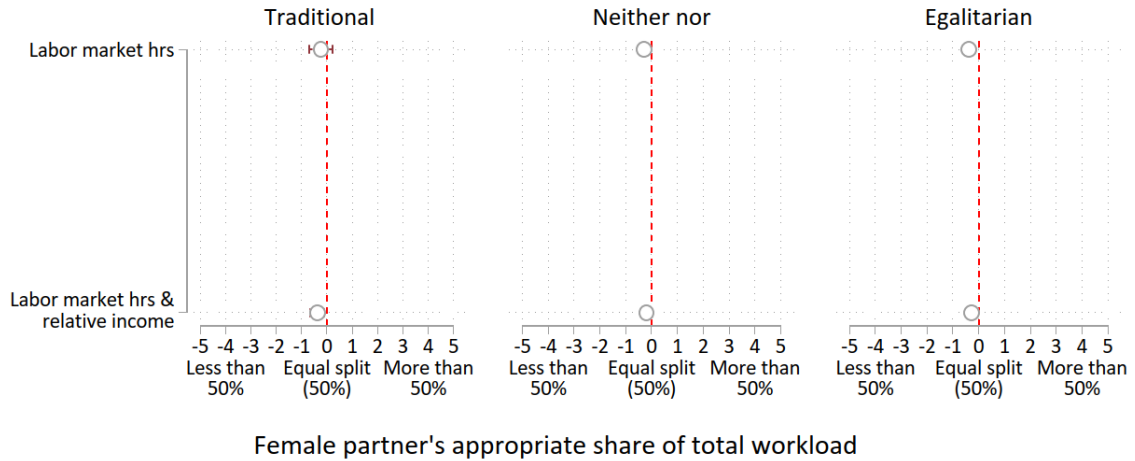 Traditional Neither nor Egalitarian
Labor market hrs
Labor market hrs &
relative income
-5 -4 -3 -2 -1 0 1 2 3 4 5 -5 -4 -3 -2 -1 0 1 2 3 4 5 -5 -4 -3 -2 -1 0 1 2 3 4 5
Less than Equal split More than Less than Equal split More than Less than Equal split More than
50% (50%) 50% 50% (50%) 50% 50% (50%) 50%
Female partner's appropriate share of total workload